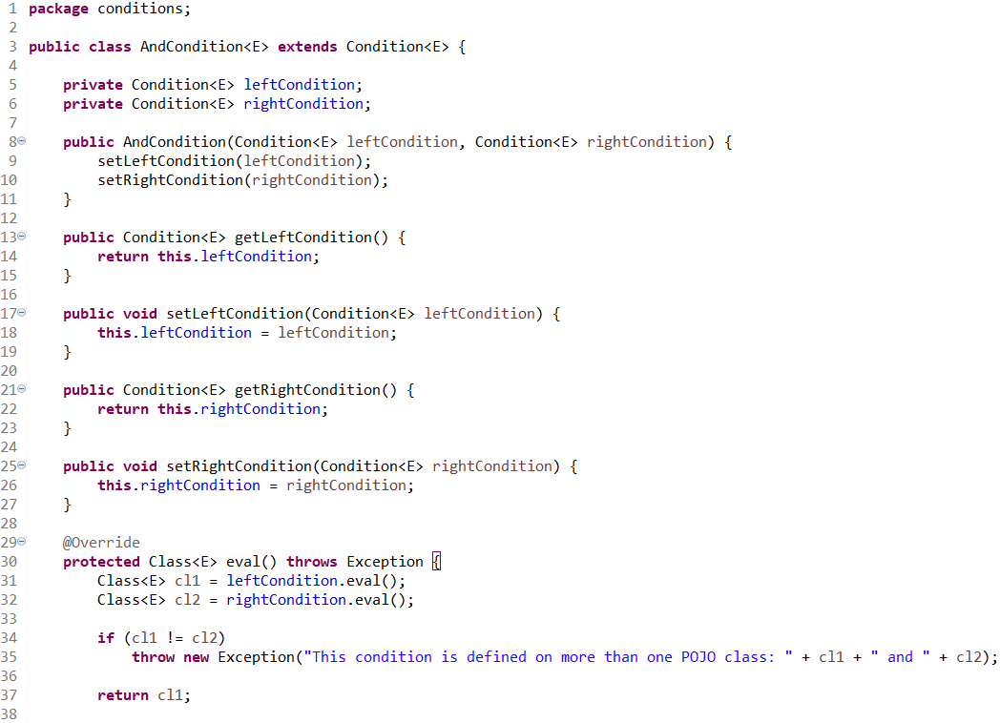 1 package conditions;
2
3 public class AndCondition<E> extends Condition<E> {
4
5     private Condition<E> leftCondition;
6     private Condition<E> rightCondition;
7
8     public AndCondition(Condition<E> leftCondition, Condition<E> rightCondition) {
9         setLeftCondition(leftCondition);
10         setRightCondition(rightCondition);
11     }
12
13     public Condition<E> getLeftCondition() {
14         return this.leftCondition;
15     }
16
17     public void setLeftCondition(Condition<E> leftCondition) {
18         this.leftCondition = leftCondition;
19     }
20
21     public Condition<E> getRightCondition() {
22         return this.rightCondition;
23     }
24
25     public void setRightCondition(Condition<E> rightCondition) {
26         this.rightCondition = rightCondition;
27     }
28
29     @Override
30     protected Class<E> eval() throws Exception {
31         Class<E> cl1 = leftCondition.eval();
32         Class<E> cl2 = rightCondition.eval();
33
34         if (cl1 != cl2)
35             throw new Exception("This condition is defined on more than one POJO class: " + cl1 + " and " + cl2);
36
37         return cl1;
38